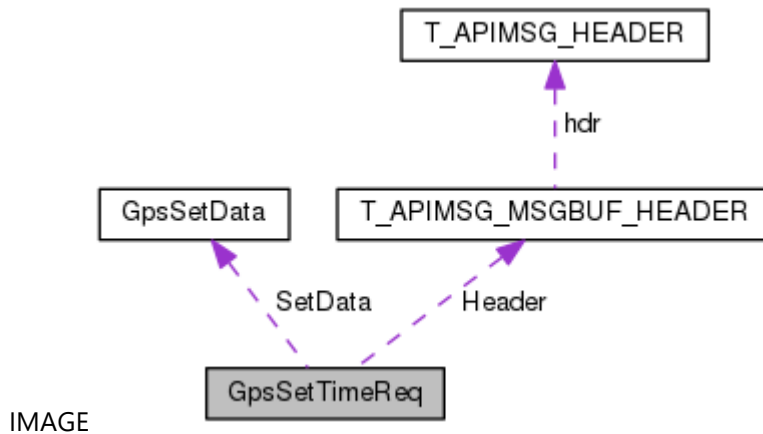 T_APIMSG_HEADER
hdr
GpsSetData
T_APIMSG_MSGBUF_HEADER
SetData
Header
GpsSetTimeReq
IMAGE